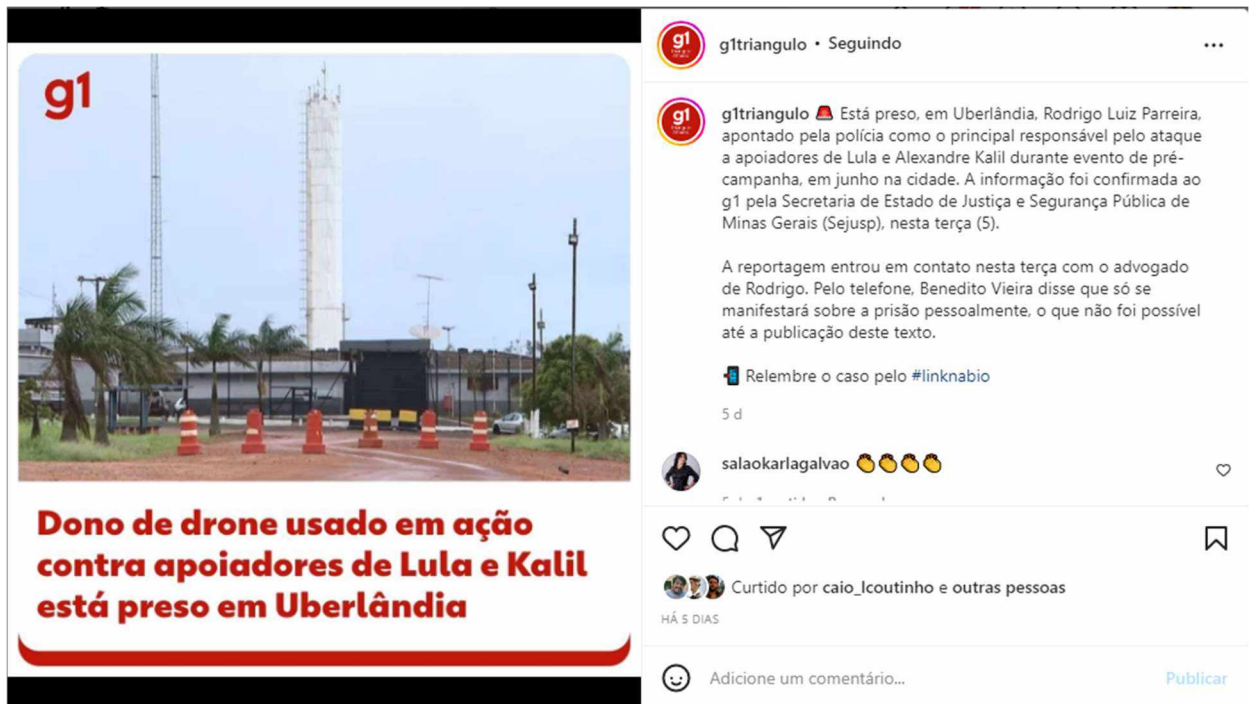 g1
Dono de drone usado em ação
contra apoiadores de Lula e Kalil
está preso em Uberlândia
g1triangulo • Seguindo
g1triangulo 🚨 Está preso, em Uberlândia, Rodrigo Luiz Parreira,
apontado pela polícia como o principal responsável pelo ataque
a apoiadores de Lula e Alexandre Kalil durante evento de pré-
campanha, em junho na cidade. A informação foi confirmada ao
g1 pela Secretaria de Estado de Justiça e Segurança Pública de
Minas Gerais (Sejusp), nesta terça (5).
A reportagem entrou em contato nesta terça com o advogado
de Rodrigo. Pelo telefone, Benedito Vieira disse que só se
manifestará sobre a prisão pessoalmente, o que não foi possível
até a publicação deste texto.
📲 Relembre o caso pelo #linknabio
5 d
salaokarlagalvao 👏👏👏👏
Curtido por caio_lcoutinho e outras pessoas
HÁ 5 DIAS
Adicione um comentário...
Publicar